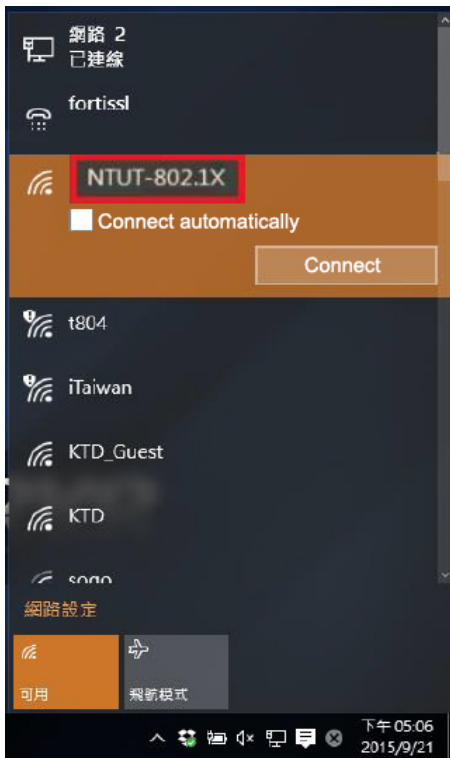 網路 2
已連線
fortissl
NTUT-802.1X
Connect automatically
Connect
t804
iTaiwan
KTD_Guest
KTD
sogo
網路設定
可用
飛航模式
下午 05:06
2015/9/21